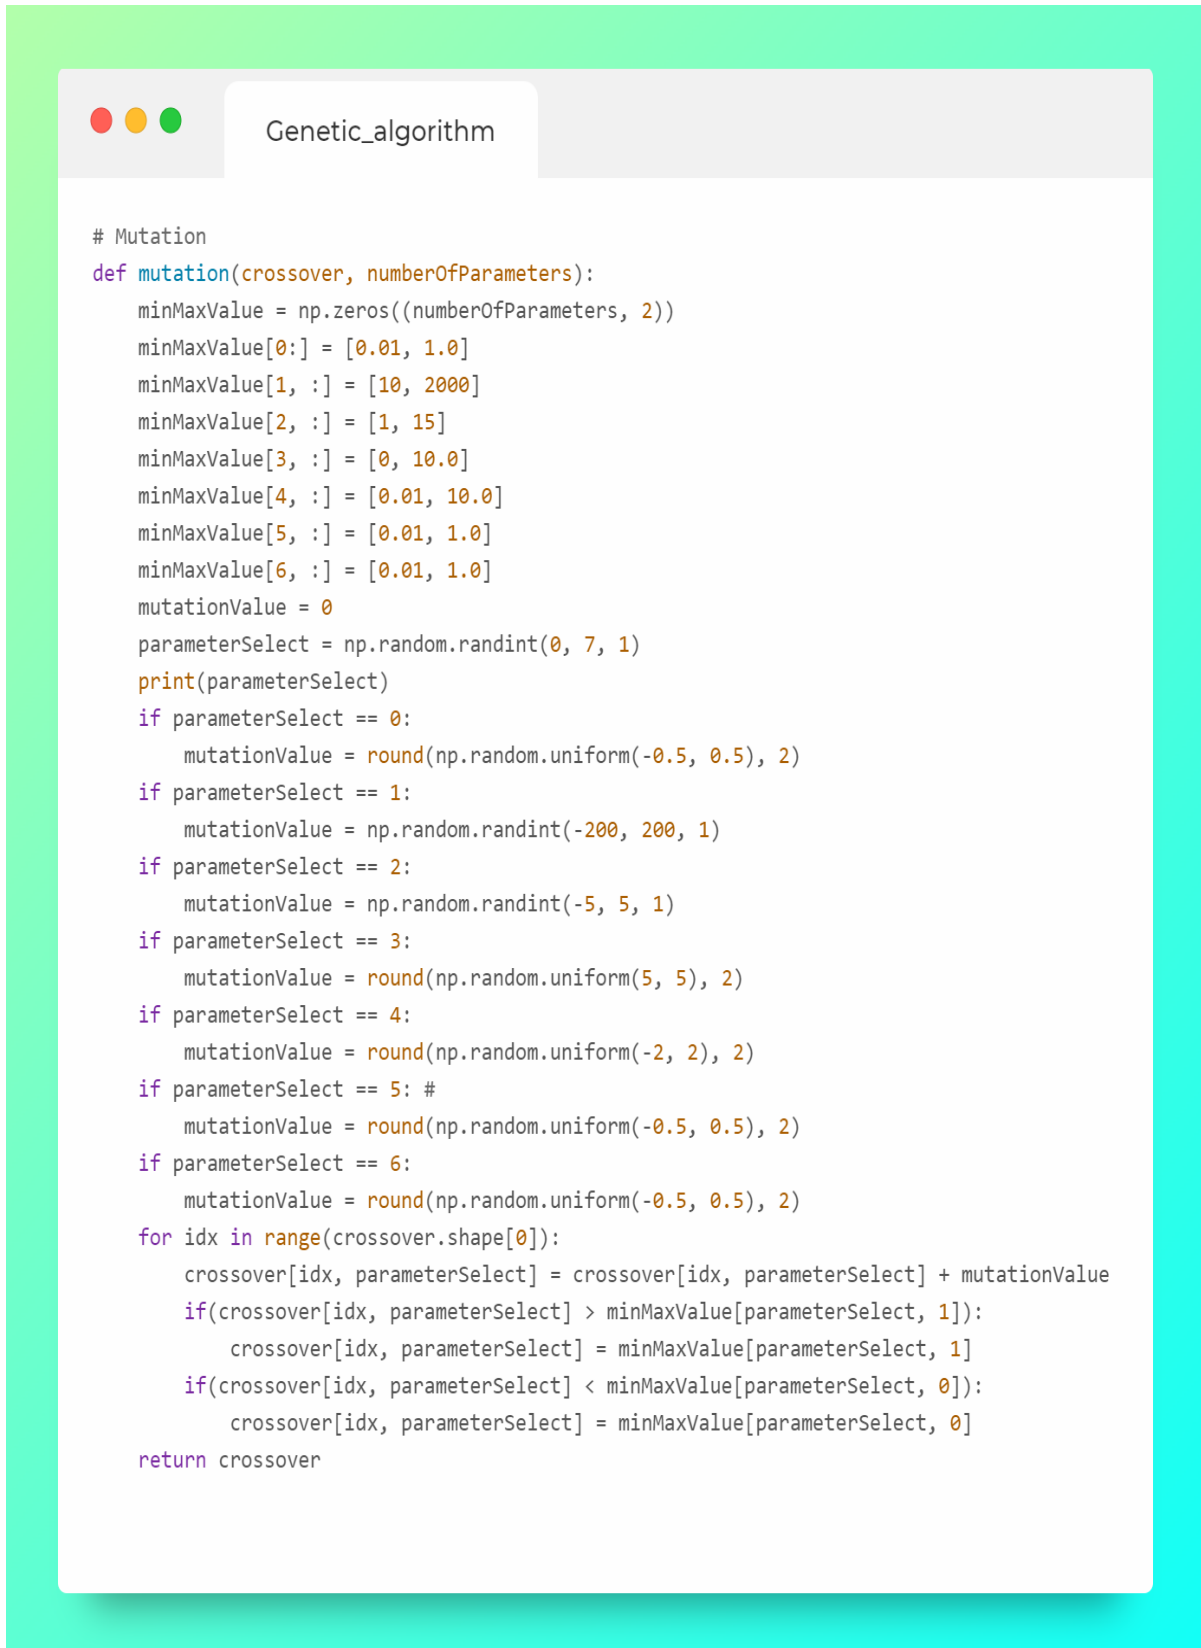 Genetic_algorithm
# Mutation
def mutation(crossover, numberOfParameters):
    minMaxValue = np.zeros((numberOfParameters, 2))
    minMaxValue[0:] = [0.01, 1.0]
    minMaxValue[1, :] = [10, 2000]
    minMaxValue[2, :] = [1, 15]
    minMaxValue[3, :] = [0, 10.0]
    minMaxValue[4, :] = [0.01, 10.0]
    minMaxValue[5, :] = [0.01, 1.0]
    minMaxValue[6, :] = [0.01, 1.0]
    mutationValue = 0
    parameterSelect = np.random.randint(0, 7, 1)
    print(parameterSelect)
    if parameterSelect == 0:
        mutationValue = round(np.random.uniform(-0.5, 0.5), 2)
    if parameterSelect == 1:
        mutationValue = np.random.randint(-200, 200, 1)
    if parameterSelect == 2:
        mutationValue = np.random.randint(-5, 5, 1)
    if parameterSelect == 3:
        mutationValue = round(np.random.uniform(5, 5), 2)
    if parameterSelect == 4:
        mutationValue = round(np.random.uniform(-2, 2), 2)
    if parameterSelect == 5: #
        mutationValue = round(np.random.uniform(-0.5, 0.5), 2)
    if parameterSelect == 6:
        mutationValue = round(np.random.uniform(-0.5, 0.5), 2)
    for idx in range(crossover.shape[0]):
        crossover[idx, parameterSelect] = crossover[idx, parameterSelect] + mutationValue
        if(crossover[idx, parameterSelect] > minMaxValue[parameterSelect, 1]):
            crossover[idx, parameterSelect] = minMaxValue[parameterSelect, 1]
        if(crossover[idx, parameterSelect] < minMaxValue[parameterSelect, 0]):
            crossover[idx, parameterSelect] = minMaxValue[parameterSelect, 0]
    return crossover